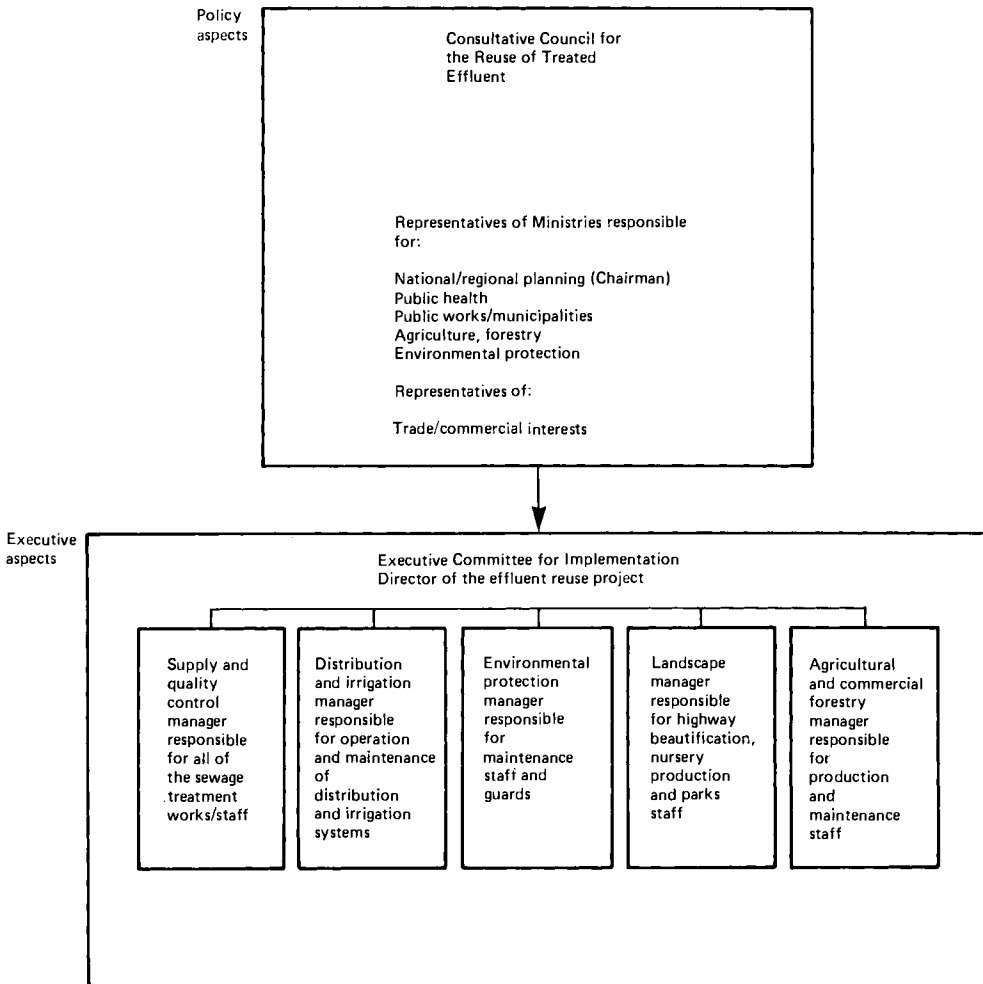 Policy
aspects
Consultative Council for
the Reuse of Treated
Effluent
Representatives of Ministries responsible
for:
National/regional planning (Chairman)
Public health
Public works/municipalities
Agriculture, forestry
Environmental protection
Representatives of:
Trade/commercial interests
Executive
aspects
Executive Committee for Implementation
Director of the effluent reuse project
Supply and
quality
control
manager
responsible
for all of
the sewage
treatment
works/staff
Distribution
and irrigation
manager
responsible
for operation
and maintenance
of
distribution
and irrigation
systems
Environmental
protection
manager
responsible
for
maintenance
staff and
guards
Landscape
manager
responsible
for highway
beautification,
nursery
production
and parks
staff
Agricultural
and commercial
forestry
manager
responsible
for
production
and
maintenance
staff